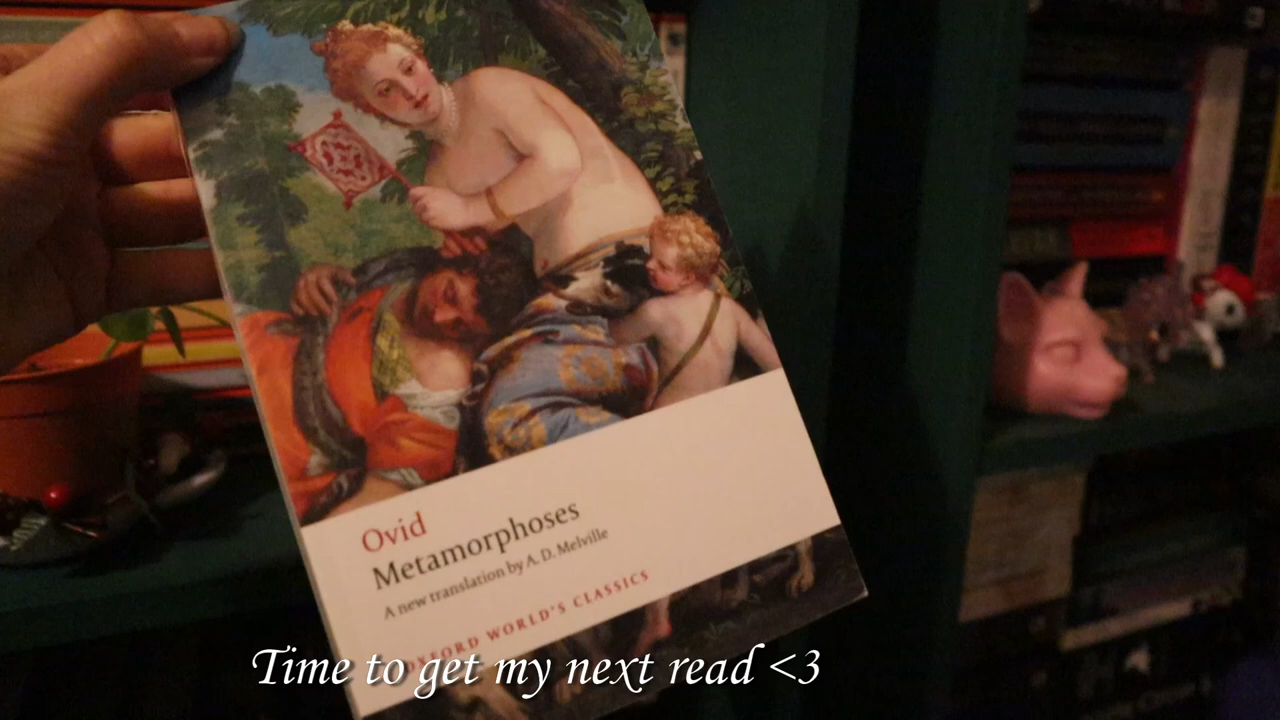 Ovid
Metamorphoses
A new translation by A. D. Melville
OXFORD WORLD'S CLASSICS
Time to get my next read <3